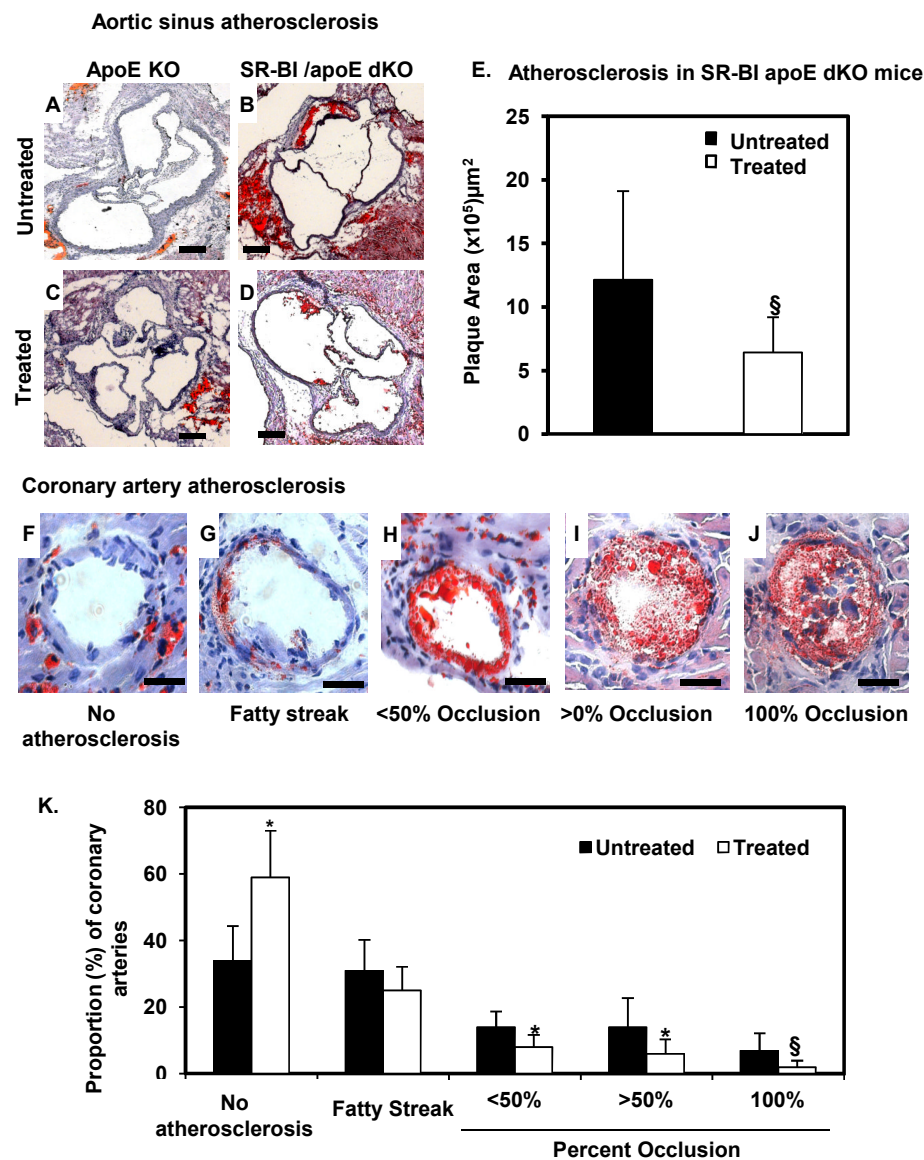 Aortic sinus atherosclerosis
ApoE KO
SR-BI /apoE dKO
Untreated
A
B
Treated
C
D
E. Atherosclerosis in SR-BI apoE dKO mice
Plaque Area (x10⁵)µm²
25
20
15
10
5
0
Untreated
Treated
§
Coronary artery atherosclerosis
F
G
H
I
J
No
atherosclerosis
Fatty streak
<50% Occlusion
>0% Occlusion
100% Occlusion
K.
Proportion (%) of coronary
arteries
80
60
40
20
0
Untreated
Treated
*
*
*
§
No
atherosclerosis
Fatty Streak
<50%
>50%
100%
Percent Occlusion